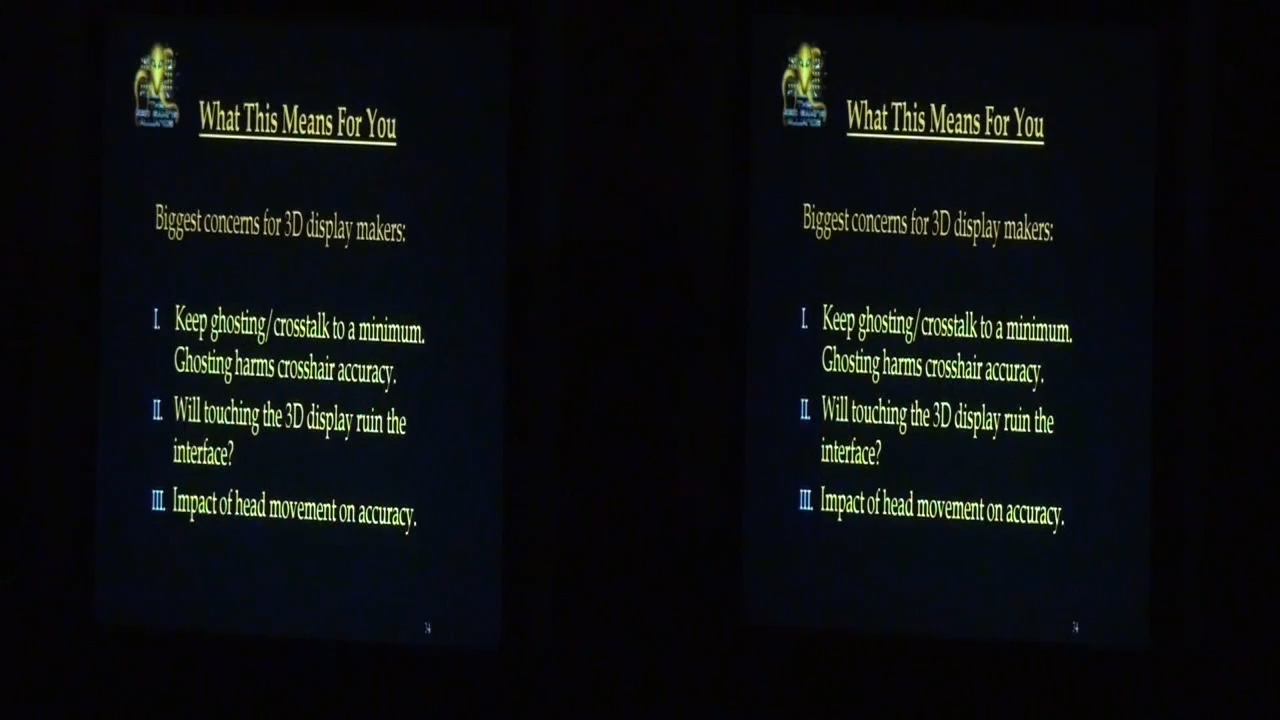 What This Means For You
Biggest concerns for 3D display makers:
I. Keep ghosting/crosstalk to a minimum.
Ghosting harms crosshair accuracy.
II. Will touching the 3D display ruin the
interface?
III. Impact of head movement on accuracy.
34
What This Means For You
Biggest concerns for 3D display makers:
I. Keep ghosting/crosstalk to a minimum.
Ghosting harms crosshair accuracy.
II. Will touching the 3D display ruin the
interface?
III. Impact of head movement on accuracy.
34